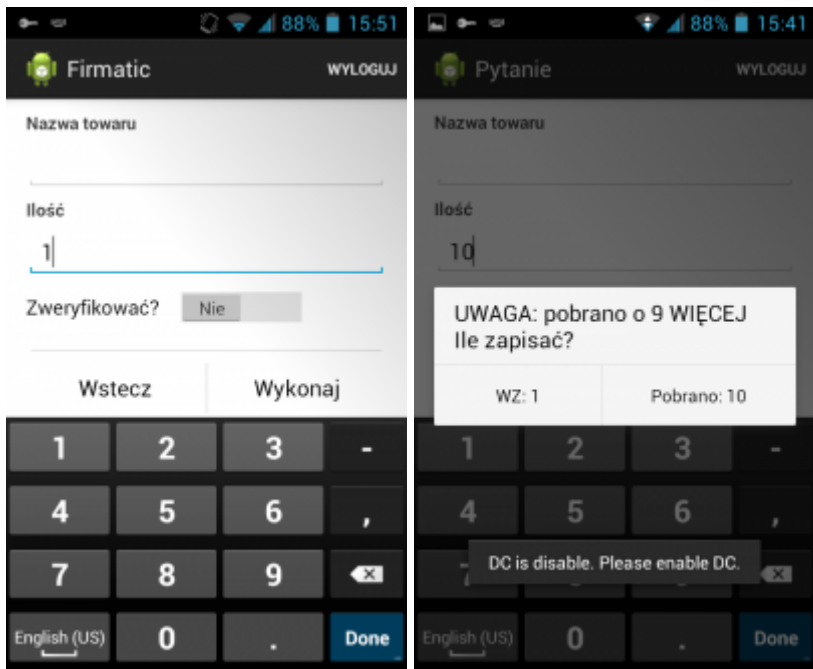 88% 15:51
Firmatic WYLOGUJ
Nazwa towaru
Ilość
1
Zweryfikować? Nie
Wstecz Wykonaj
1 2 3 -
4 5 6 ,
7 8 9
English (US) 0 . Done
88% 15:41
Pytanie WYLOGUJ
Nazwa towaru
Ilość
10
UWAGA: pobrano o 9 WIĘCEJ
Ile zapisać?
WZ: 1 Pobrano: 10
1 2 3 -
4 5 6 ,
DC is disable. Please enable DC.
7 8 9
English (US) 0 . Done